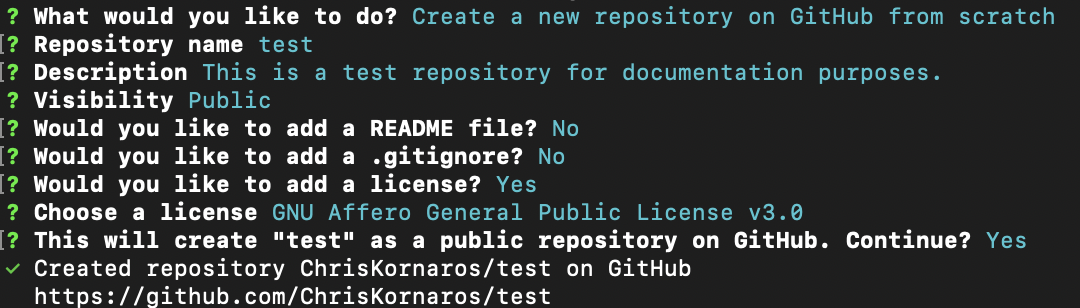 ? What would you like to do? Create a new repository on GitHub from scratch
[? Repository name test
[? Description This is a test repository for documentation purposes.
? Visibility Public
[? Would you like to add a README file? No
[? Would you like to add a .gitignore? No
[? Would you like to add a license? Yes
? Choose a license GNU Affero General Public License v3.0
[? This will create "test" as a public repository on GitHub. Continue? Yes
✓ Created repository ChrisKornaros/test on GitHub
https://github.com/ChrisKornaros/test